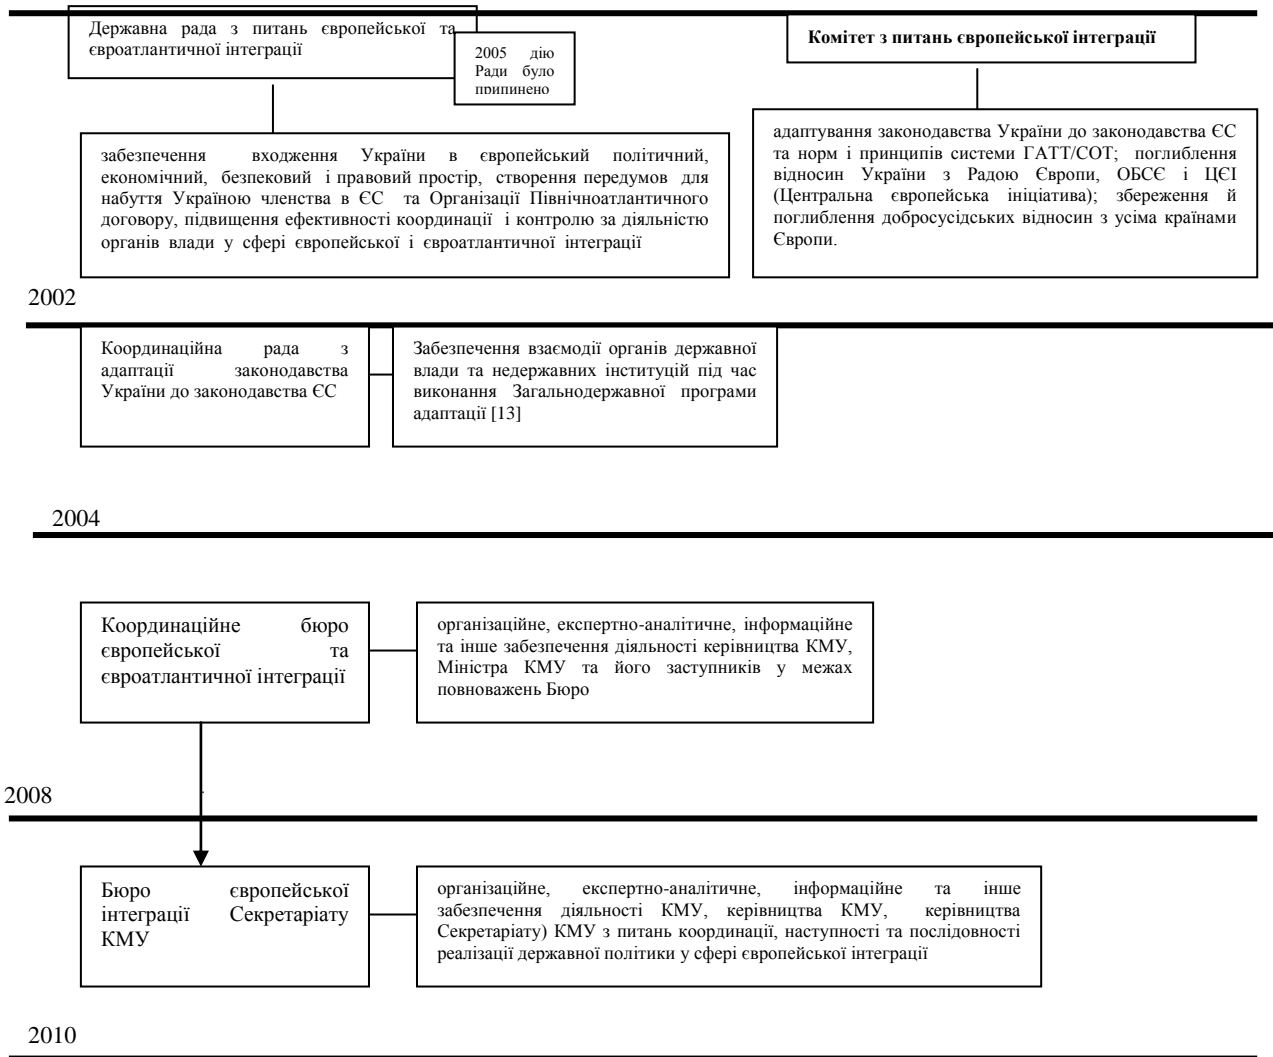 Державна рада з питань європейської та
євроатлантичної інтеграції
2005 дію
Ради було
припинено
Комітет з питань європейської інтеграції
забезпечення входження України в європейський політичний,
економічний, безпековий і правовий простір, створення передумов для
набуття Україною членства в ЄС та Організації Північноатлантичного
договору, підвищення ефективності координації і контролю за діяльністю
органів влади у сфері європейської і євроатлантичної інтеграції
адаптування законодавства України до законодавства ЄС
та норм і принципів системи ГАТТ/СОТ; поглиблення
відносин України з Радою Європи, ОБСЄ і ЦЄІ
(Центральна європейська ініціатива); збереження й
поглиблення добросусідських відносин з усіма країнами
Європи.
2002
Координаційна рада з
адаптації законодавства
України до законодавства ЄС
Забезпечення взаємодії органів державної
влади та недержавних інституцій під час
виконання Загальнодержавної програми
адаптації [13]
2004
Координаційне бюро
європейської та
євроатлантичної інтеграції
організаційне, експертно-аналітичне, інформаційне
та інше забезпечення діяльності керівництва КМУ,
Міністра КМУ та його заступників у межах
повноважень Бюро
2008
Бюро європейської
інтеграції Секретаріату
КМУ
організаційне, експертно-аналітичне, інформаційне та інше
забезпечення діяльності КМУ, керівництва КМУ, керівництва
Секретаріату) КМУ з питань координації, наступності та послідовності
реалізації державної політики у сфері європейської інтеграції
2010